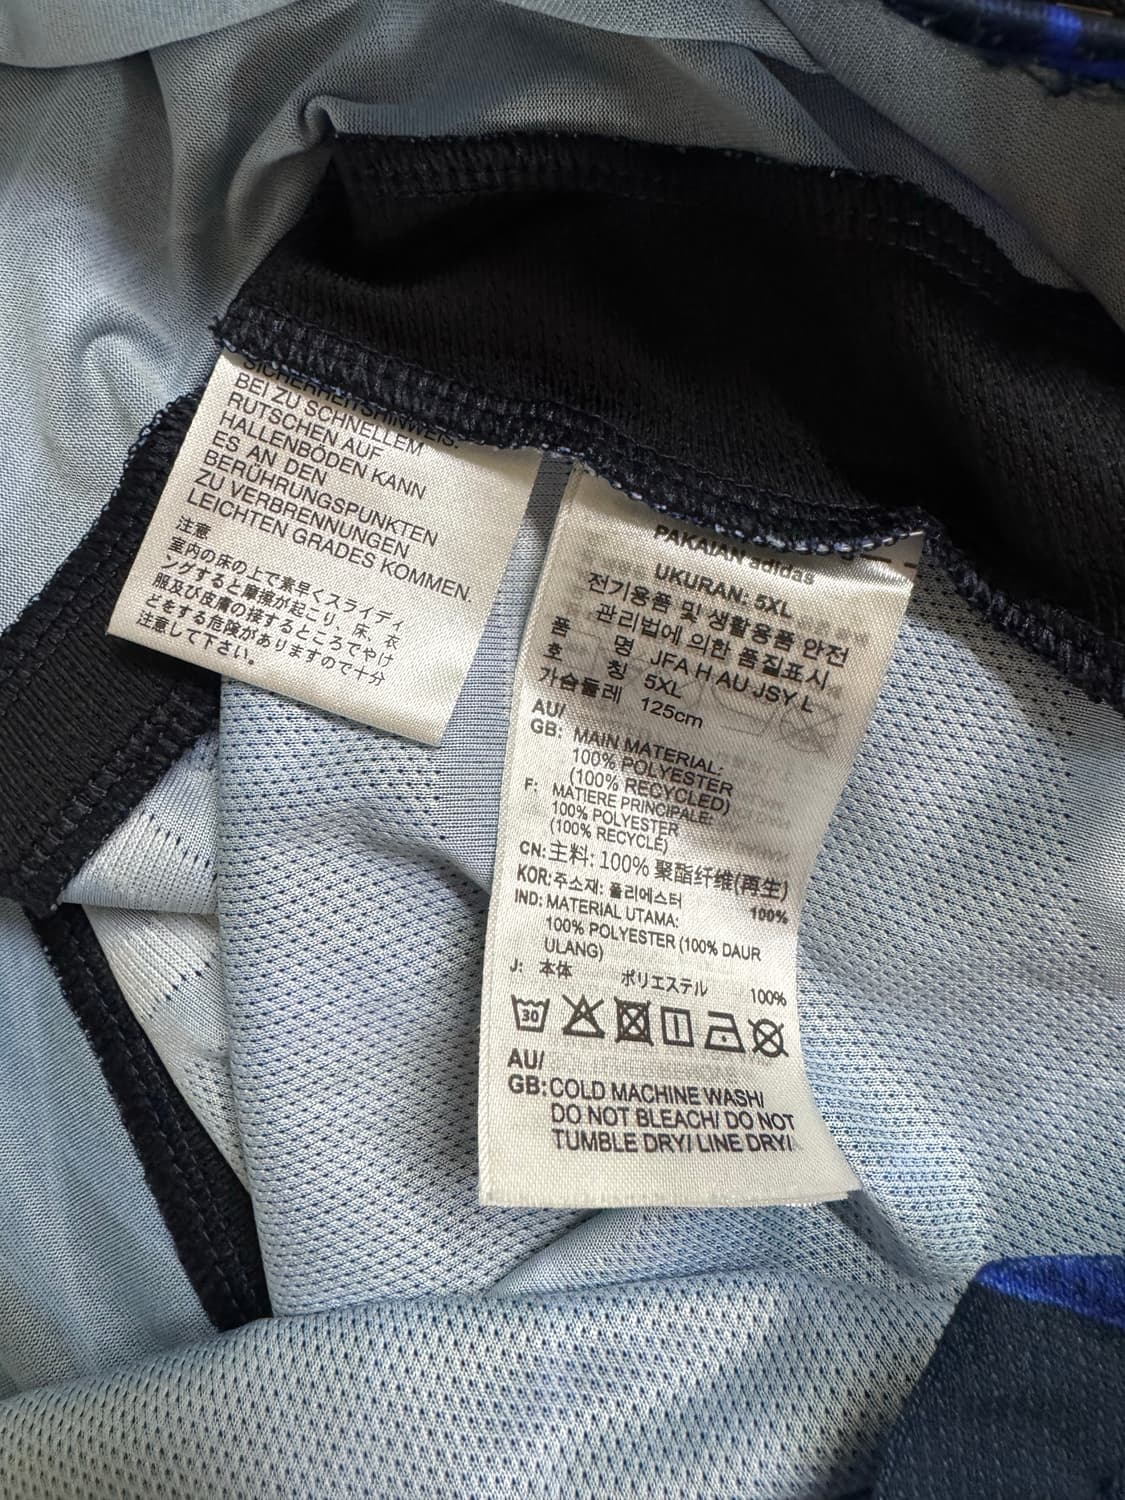 SICHERHEITSHINWEIS:
BEI ZU SCHNELLEM
RUTSCHEN AUF
HALLENBÖDEN KANN
ES AN DEN
BERÜHRUNGSPUNKTEN
ZU VERBRENNUNGEN
LEICHTEN GRADES KOMMEN.
注意
室内の床の上で素早くスライディ
ングすると摩擦が起こり、床、衣
服及び皮膚の接するところでやけ
どをする危険がありますので十分
注意して下さい。
PAKAIAN adidas
UKURAN: 5XL
전기용품 및 생활용품 안전
관리법에 의한 품질표시
품 명 JFA H AU JSY L
호 칭 5XL
가슴둘레 125cm
AU/
GB: MAIN MATERIAL:
100% POLYESTER
(100% RECYCLED)
F: MATIERE PRINCIPALE:
100% POLYESTER
(100% RECYCLÉ)
CN: 主料: 100% 聚酯纤维(再生)
KOR: 주소재: 폴리에스터 100%
IND: MATERIAL UTAMA:
100% POLYESTER (100% DAUR
ULANG)
J: 本体 ポリエステル 100%
30
AU/
GB: COLD MACHINE WASH/
DO NOT BLEACH/ DO NOT
TUMBLE DRY/ LINE DRY/